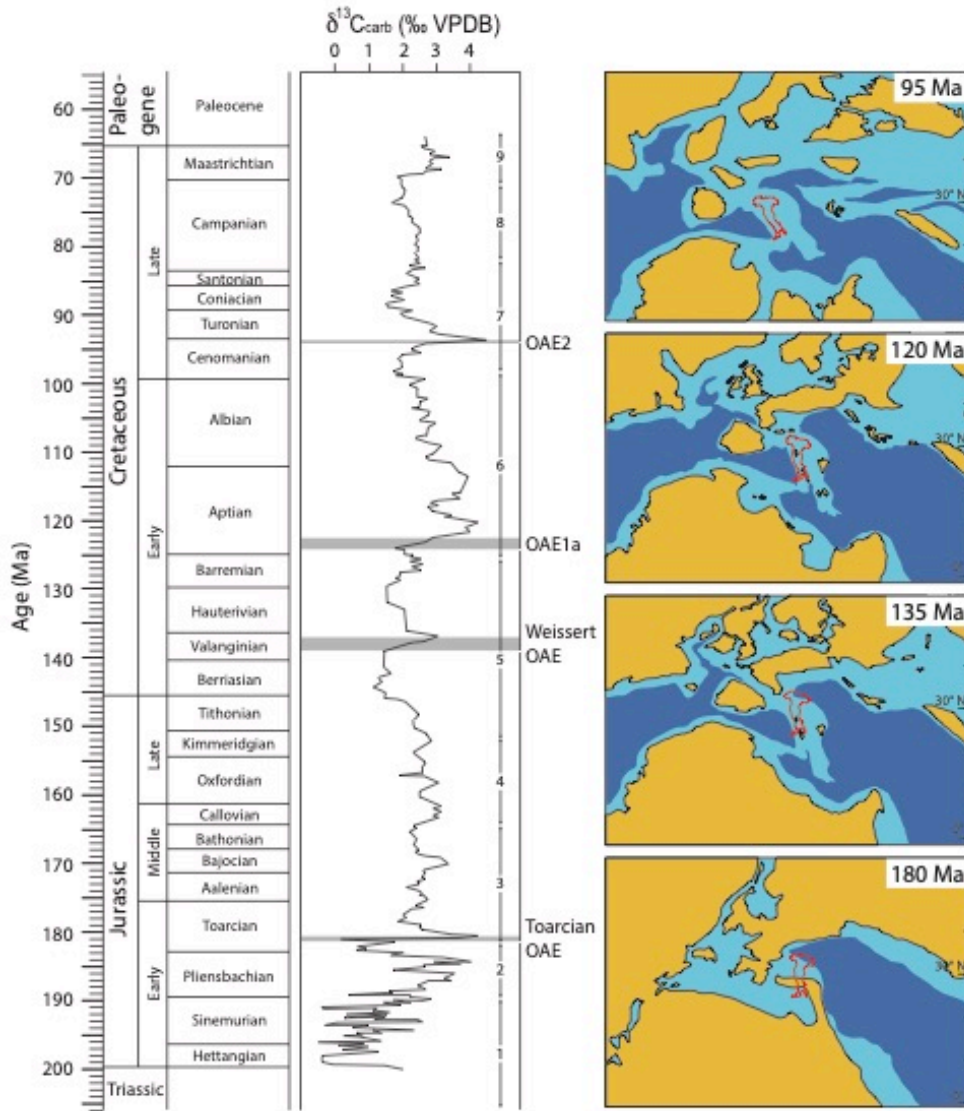 δ13Ccarb (‰ VPDB)
0 1 2 3 4
Age (Ma)
60
70
80
90
100
110
120
130
140
150
160
170
180
190
200
Paleo-
gene
Cretaceous
Jurassic
Triassic
Late
Early
Late
Middle
Early
Paleocene
Maastrichtian
Campanian
Santonian
Coniacian
Turonian
Cenomanian
Albian
Aptian
Barremian
Hauterivian
Valanginian
Berriasian
Tithonian
Kimmeridgian
Oxfordian
Callovian
Bathonian
Bajocian
Aalenian
Toarcian
Pliensbachian
Sinemurian
Hettangian
9
8
7
6
5
4
3
2
1
OAE2
OAE1a
Weissert
OAE
Toarcian
OAE
95 Ma
30° N
120 Ma
30° N
135 Ma
30° N
180 Ma
30° N